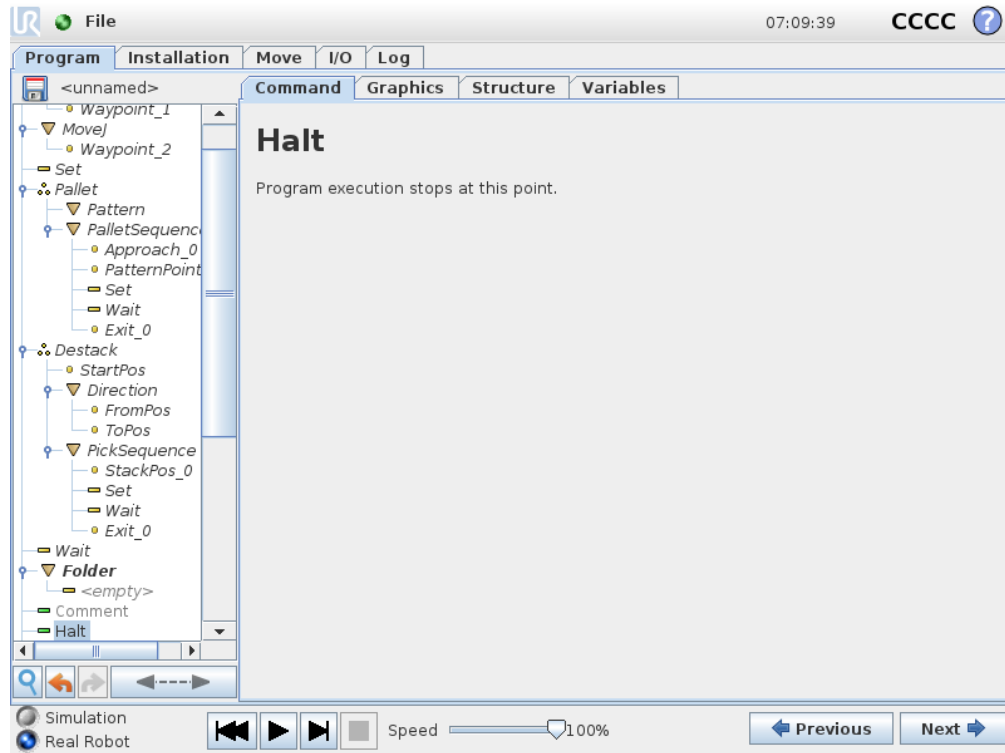 UR File 07:09:39 CCCC ?
Program Installation Move I/O Log
<unnamed> Command Graphics Structure Variables
Waypoint_1
MoveJ
Waypoint_2
Set
Pallet
Pattern
PalletSequenc
Approach_0
PatternPoint
Set
Wait
Exit_0
Destack
StartPos
Direction
FromPos
ToPos
PickSequence
StackPos_0
Set
Wait
Exit_0
Wait
Folder
<empty>
Comment
Halt
Halt
Program execution stops at this point.
Simulation
Real Robot
Speed 100%
Previous Next